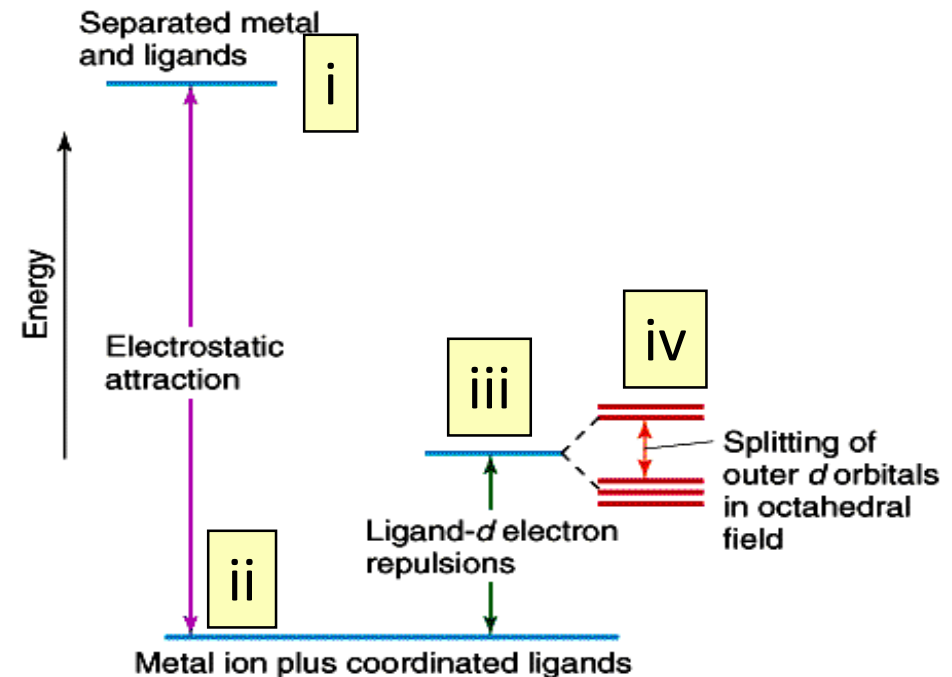 Separated metal
and ligands
i
Energy
Electrostatic
attraction
iv
iii
Splitting of
outer d orbitals
in octahedral
field
Ligand-d electron
repulsions
ii
Metal ion plus coordinated ligands